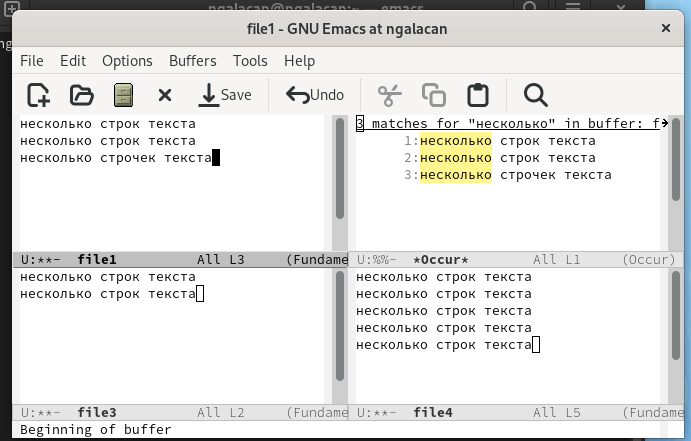 ngalacan@ngalacan:~ — emacs
file1 - GNU Emacs at ngalacan
File Edit Options Buffers Tools Help
Save Undo
несколько строк текста
несколько строк текста
несколько строчек текста
U:**- file1 All L3 (Fundame
3 matches for "несколько" in buffer: f
1:несколько строк текста
2:несколько строк текста
3:несколько строчек текста
U:%%- *Occur* All L1 (Occur)
несколько строк текста
несколько строк текста
U:**- file3 All L2 (Fundame
несколько строк текста
несколько строк текста
несколько строк текста
несколько строк текста
несколько строк текста
U:**- file4 All L5 (Fundame
Beginning of buffer